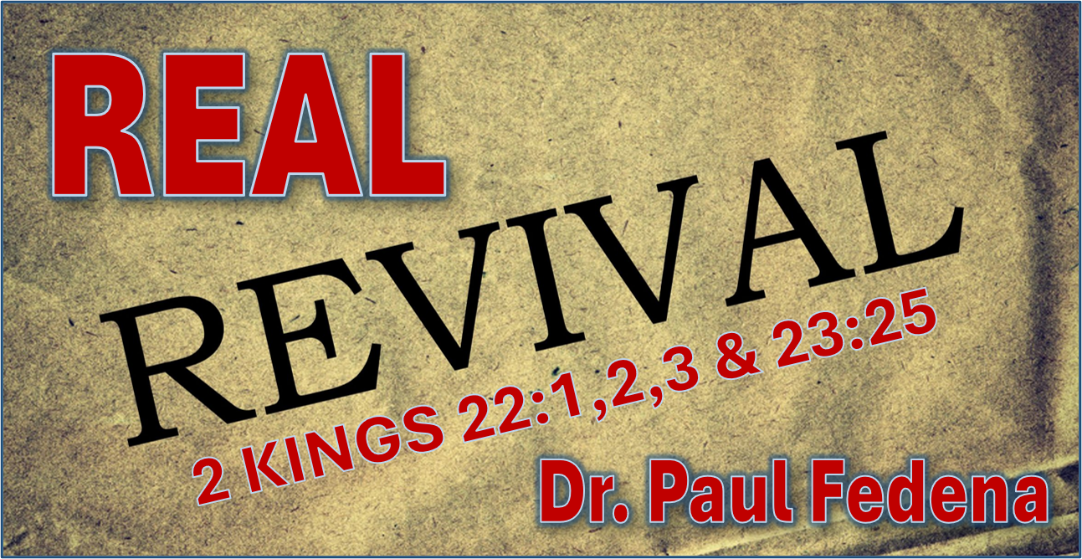 REAL
REVIVAL
2 KINGS 22:1,2,3 & 23:25
Dr. Paul Fedena